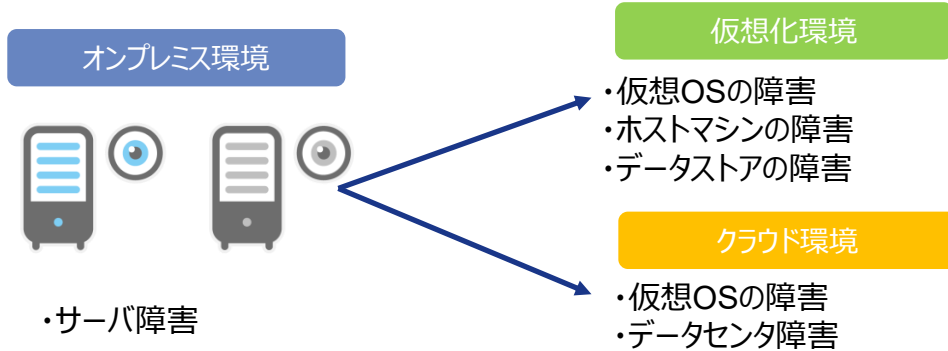 オンプレミス環境
・サーバ障害
仮想化環境
・仮想OSの障害
・ホストマシンの障害
・データストアの障害
クラウド環境
・仮想OSの障害
・データセンタ障害